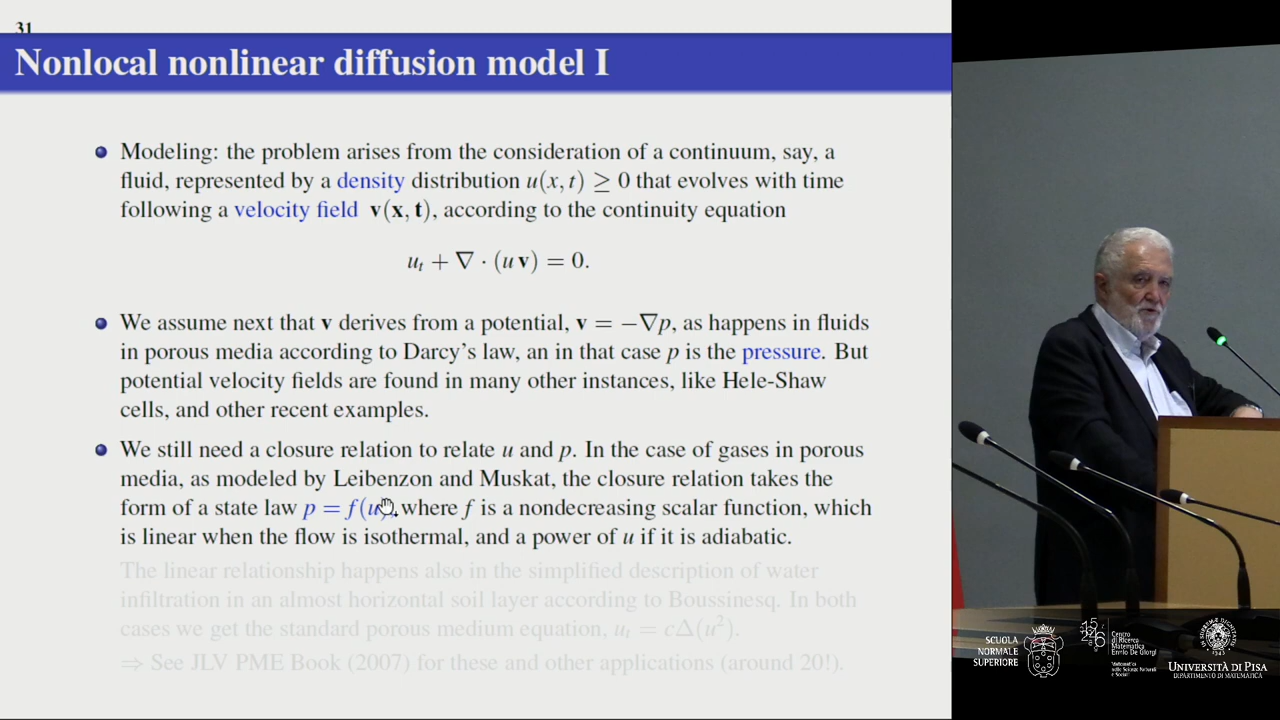 31
Nonlocal nonlinear diffusion model I
Modeling: the problem arises from the consideration of a continuum, say, a
fluid, represented by a density distribution u(x, t) ≥ 0 that evolves with time
following a velocity field v(x, t), according to the continuity equation
u_t + ∇ · (u v) = 0.
We assume next that v derives from a potential, v = −∇p, as happens in fluids
in porous media according to Darcy's law, an in that case p is the pressure. But
potential velocity fields are found in many other instances, like Hele-Shaw
cells, and other recent examples.
We still need a closure relation to relate u and p. In the case of gases in porous
media, as modeled by Leibenzon and Muskat, the closure relation takes the
form of a state law p = f(u), where f is a nondecreasing scalar function, which
is linear when the flow is isothermal, and a power of u if it is adiabatic.
The linear relationship happens also in the simplified description of water
infiltration in an almost horizontal soil layer according to Boussinesq. In both
cases we get the standard porous medium equation, u_t = cΔ(u²).
⇒ See JLV PME Book (2007) for these and other applications (around 20!).
SCUOLA
NORMALE
SUPERIORE
Centro
di Ricerca
Matematica
Ennio De Giorgi
UNIVERSITÀ DI PISA
DIPARTIMENTO DI MATEMATICA